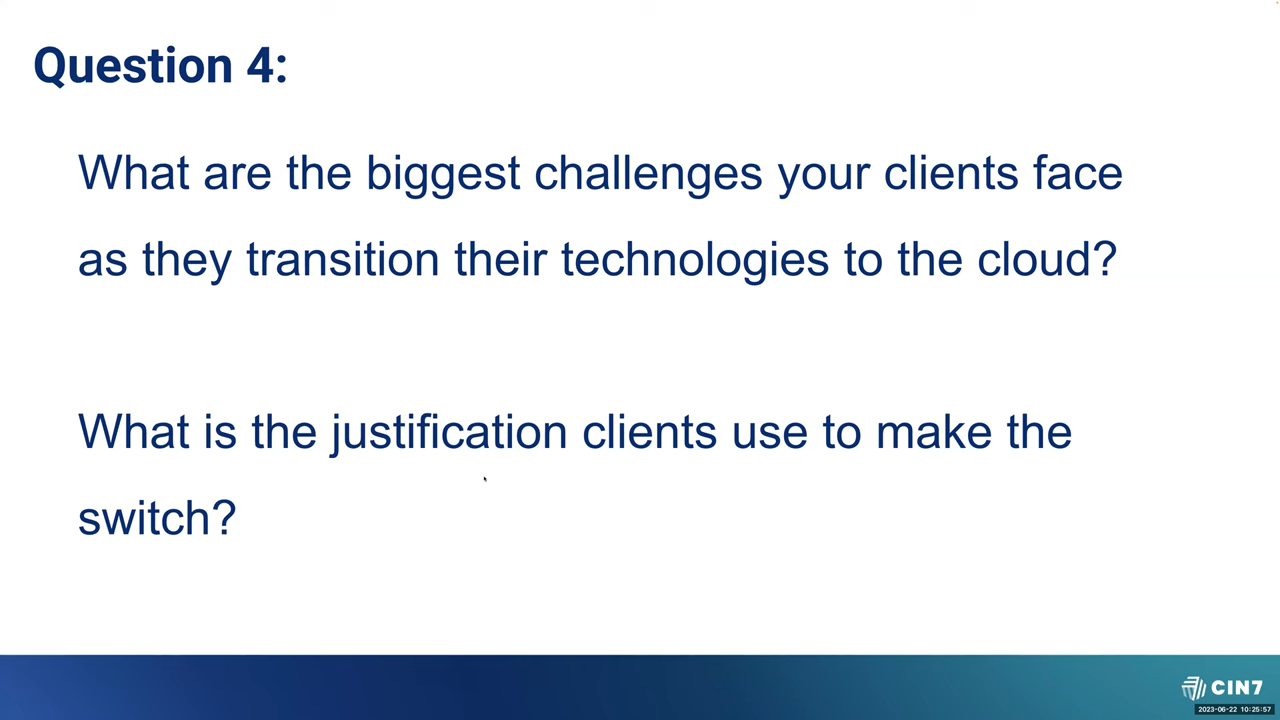 Question 4:
What are the biggest challenges your clients face
as they transition their technologies to the cloud?
What is the justification clients use to make the
switch?
CIN7
2023-06-22 10:25:57